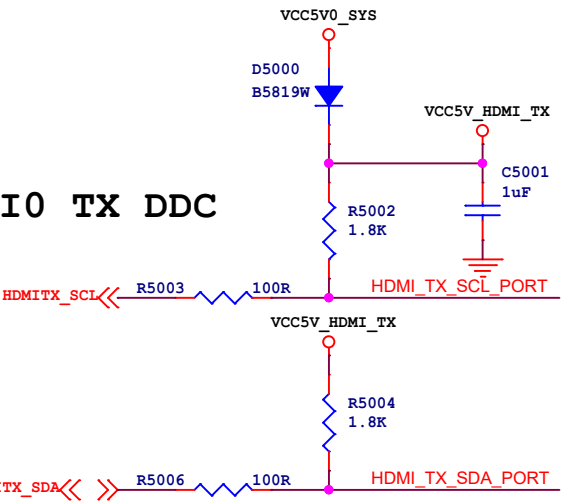 VCC5V0_SYS
D5000
B5819W
VCC5V_HDMI_TX
C5001
1uF
I0 TX DDC
R5002
1.8K
HDMITX_SCL
R5003
100R
HDMI_TX_SCL_PORT
VCC5V_HDMI_TX
R5004
1.8K
ITX_SDA
R5006
100R
HDMI_TX_SDA_PORT